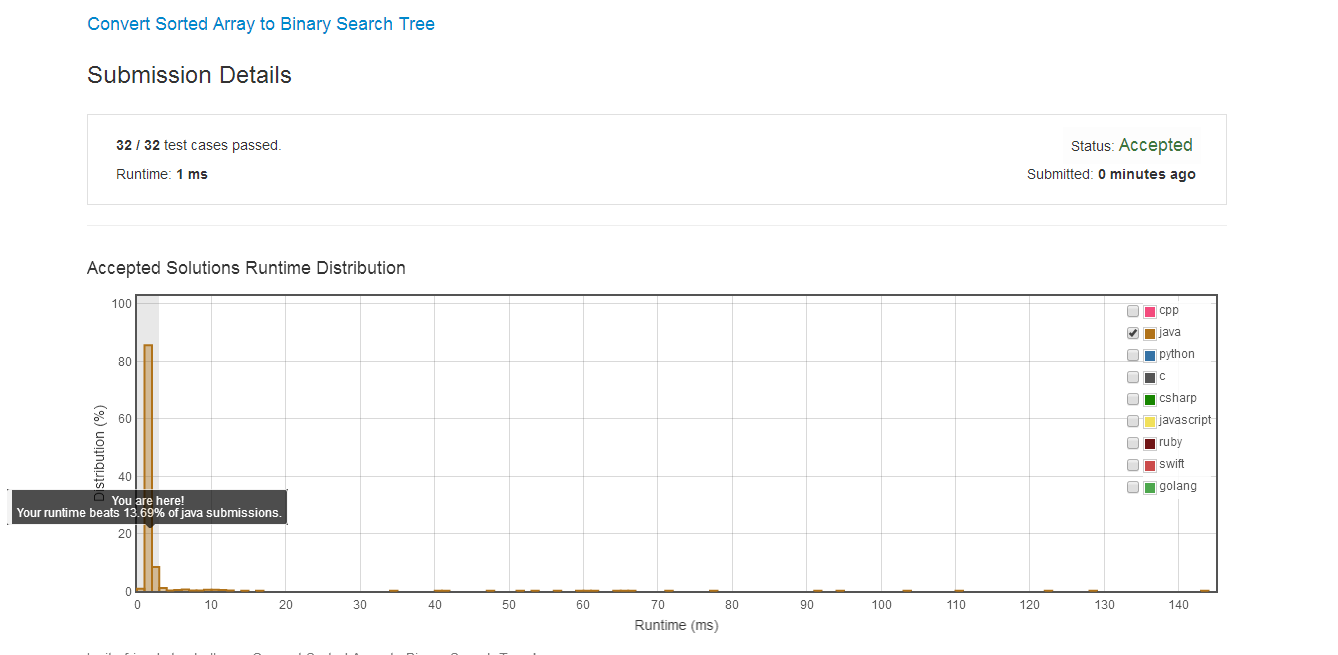 Convert Sorted Array to Binary Search Tree
Submission Details
32 / 32 test cases passed.
Status: Accepted
Runtime: 1 ms
Submitted: 0 minutes ago
Accepted Solutions Runtime Distribution
100
80
60
40
20
0
Distribution (%)
You are here!
Your runtime beats 13.69% of java submissions.
cpp
java
python
c
csharp
javascript
ruby
swift
golang
0 10 20 30 40 50 60 70 80 90 100 110 120 130 140
Runtime (ms)